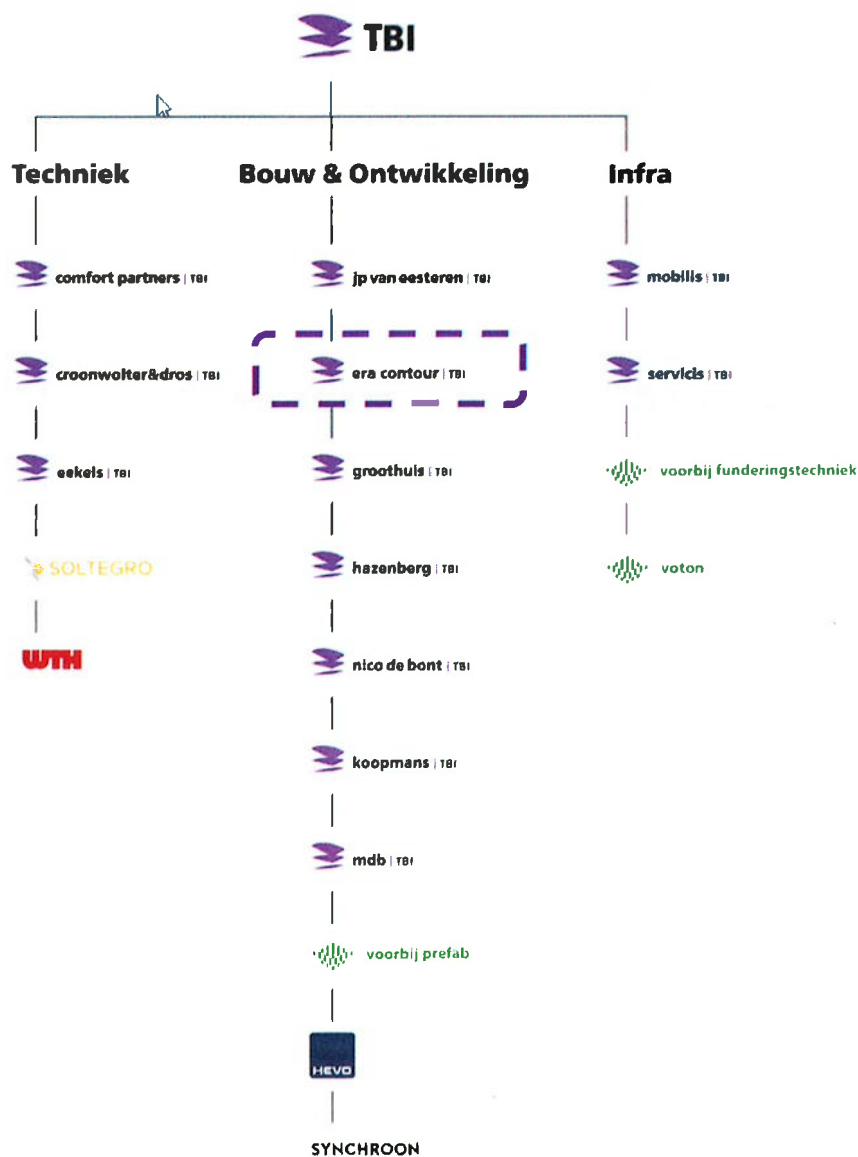 TBI
Techniek
Bouw & Ontwikkeling
Infra
comfort partners | TBI
jp van eesteren | TBI
mobilis | TBI
croonwolter&dros | TBI
era contour | TBI
servicis | TBI
eekels | TBI
groothuis | TBI
voorbij funderingstechniek
SOLTEGRO
hazenberg | TBI
voton
WTH
nico de bont | TBI
koopmans | TBI
mdb | TBI
voorbij prefab
HEVO
SYNCHROON